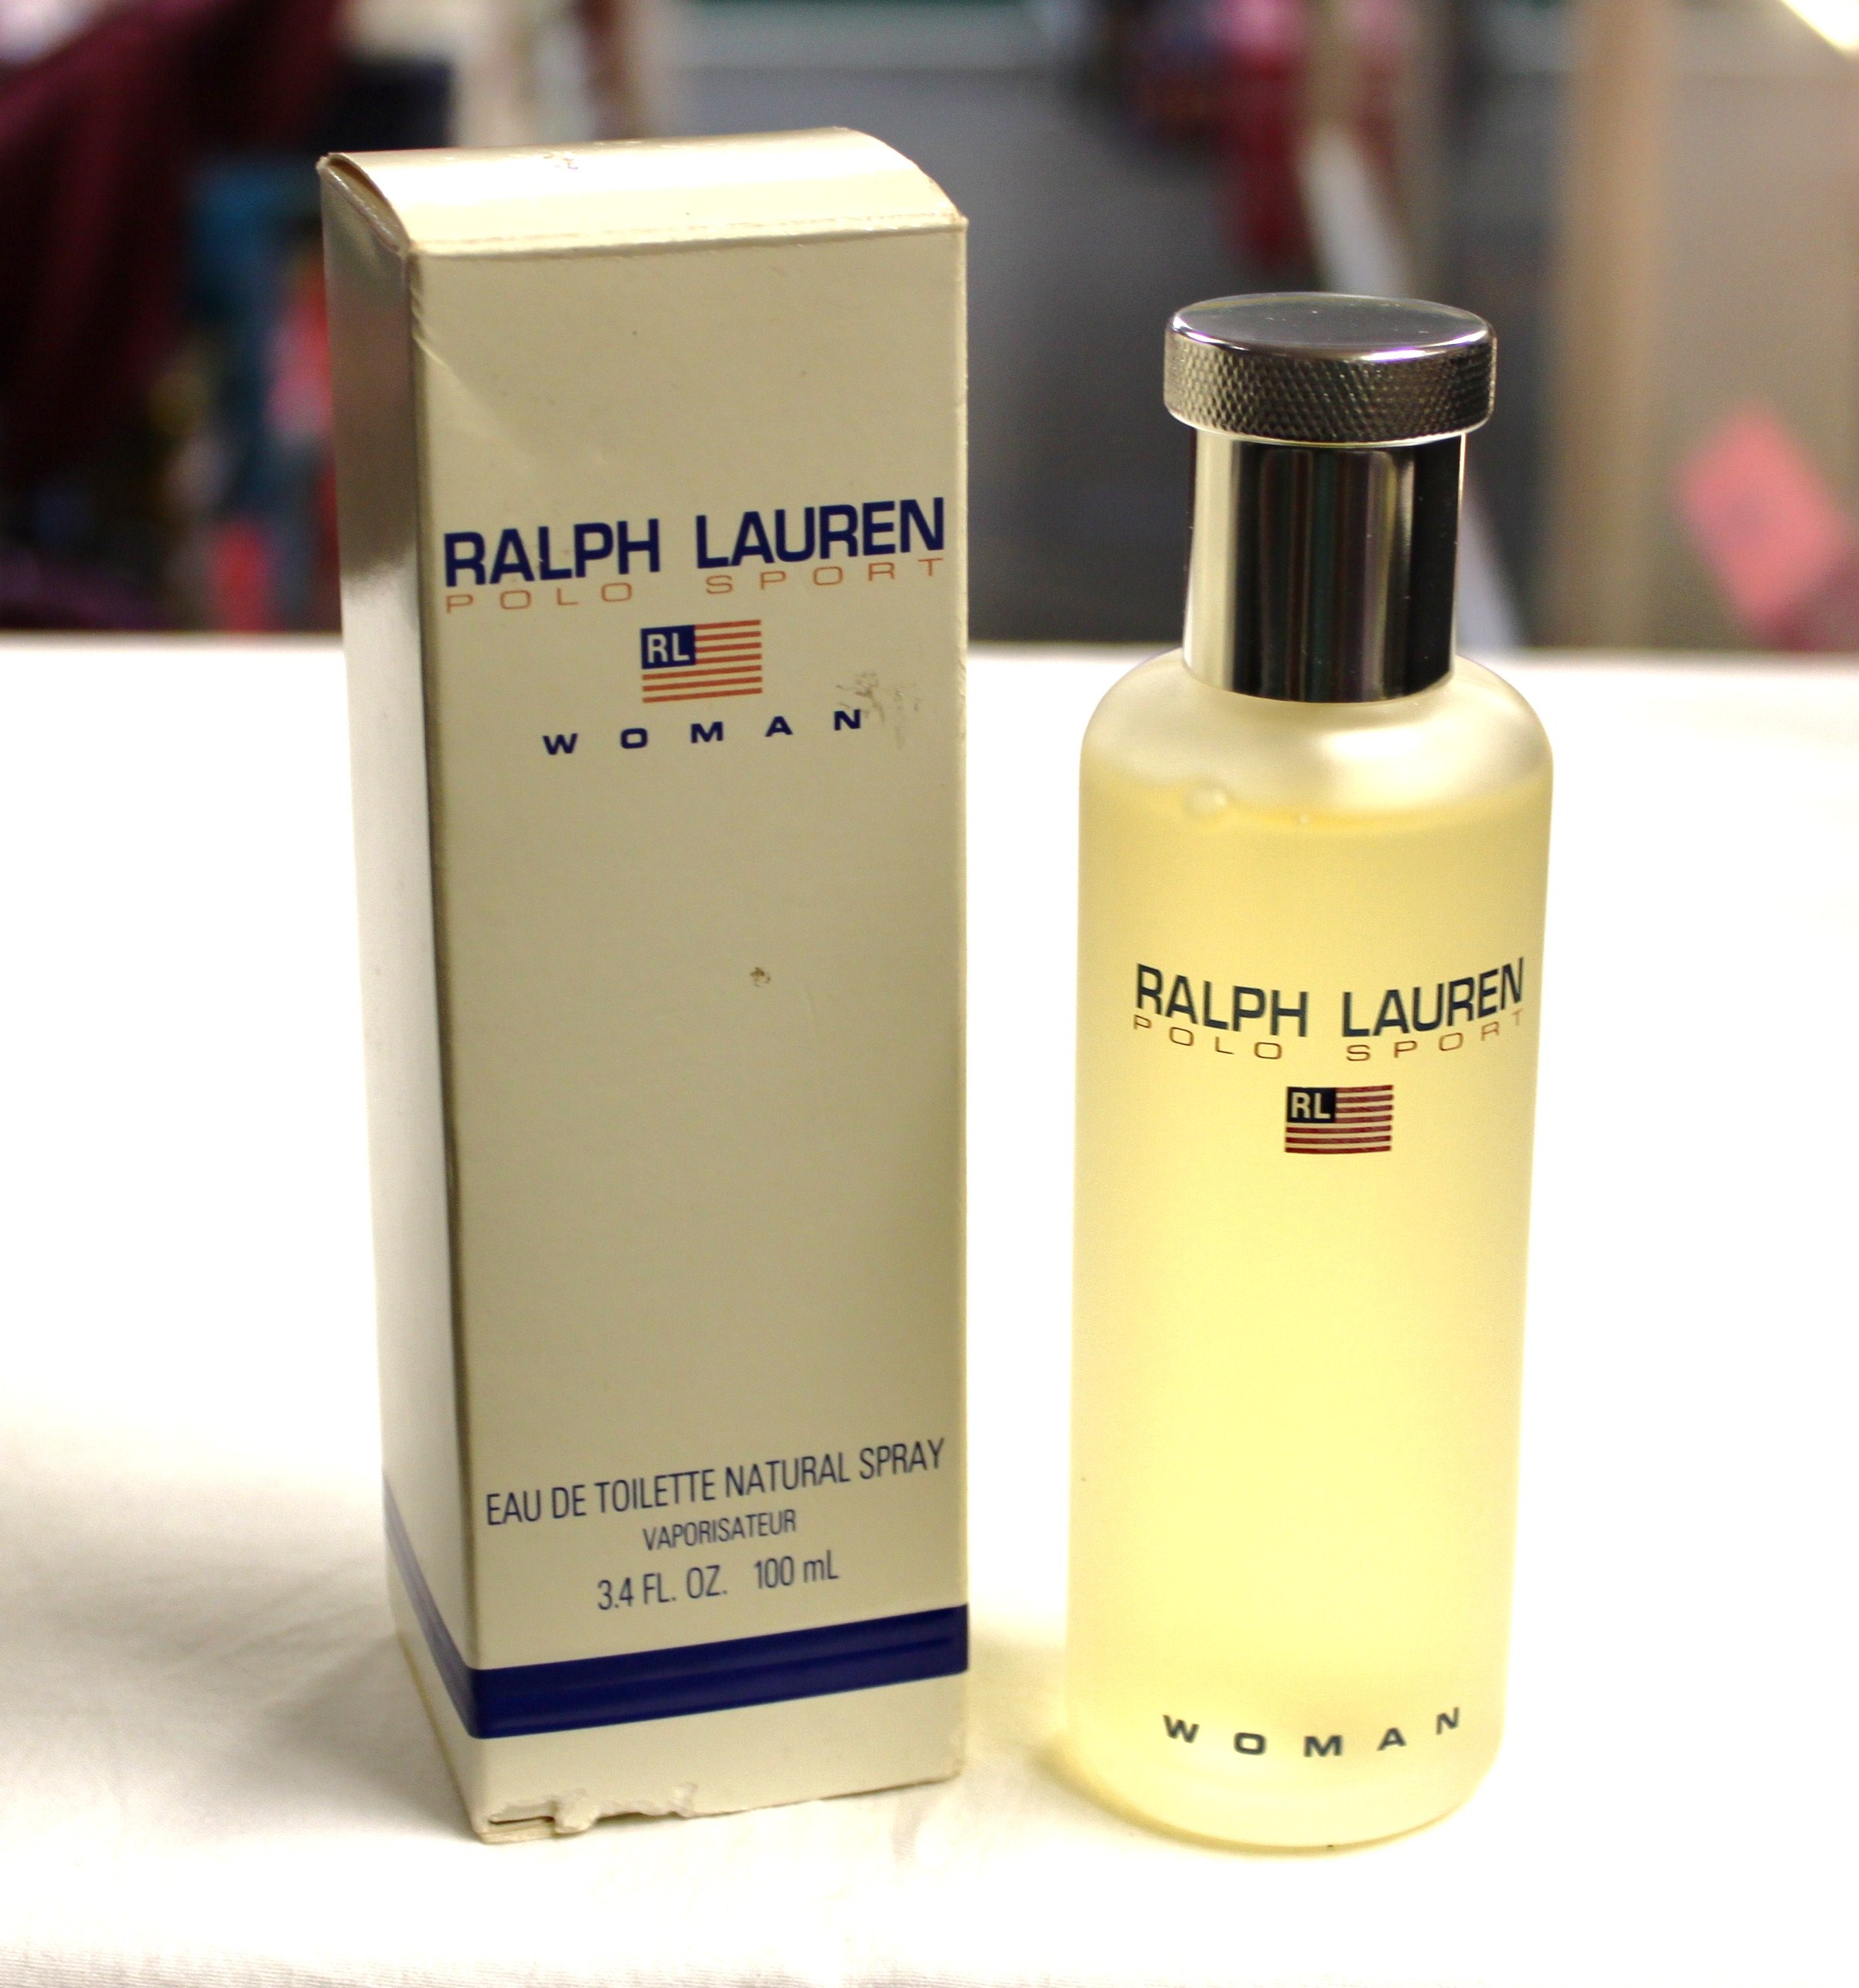 RALPH LAUREN
POLO SPORT
RL
WOMAN
EAU DE TOILETTE NATURAL SPRAY
VAPORISATEUR
3.4 FL. OZ. 100 mL
RALPH LAUREN
POLO SPORT
RL
WOMAN